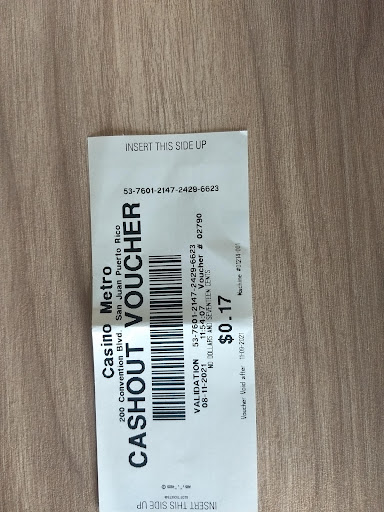 INSERT THIS SIDE UP
53-7601-2147-2429-6623
Casino Metro
200 Convention Blvd. San Juan Puerto Rico
CASHOUT VOUCHER
VALIDATION 53-7601-2147-2429-6623
08-11-2021 11:54:07 Voucher # 02790
NO DOLLARS AND SEVENTEEN CENTS
$0.17
Voucher Void after
Machine #
INSERT THIS SIDE UP